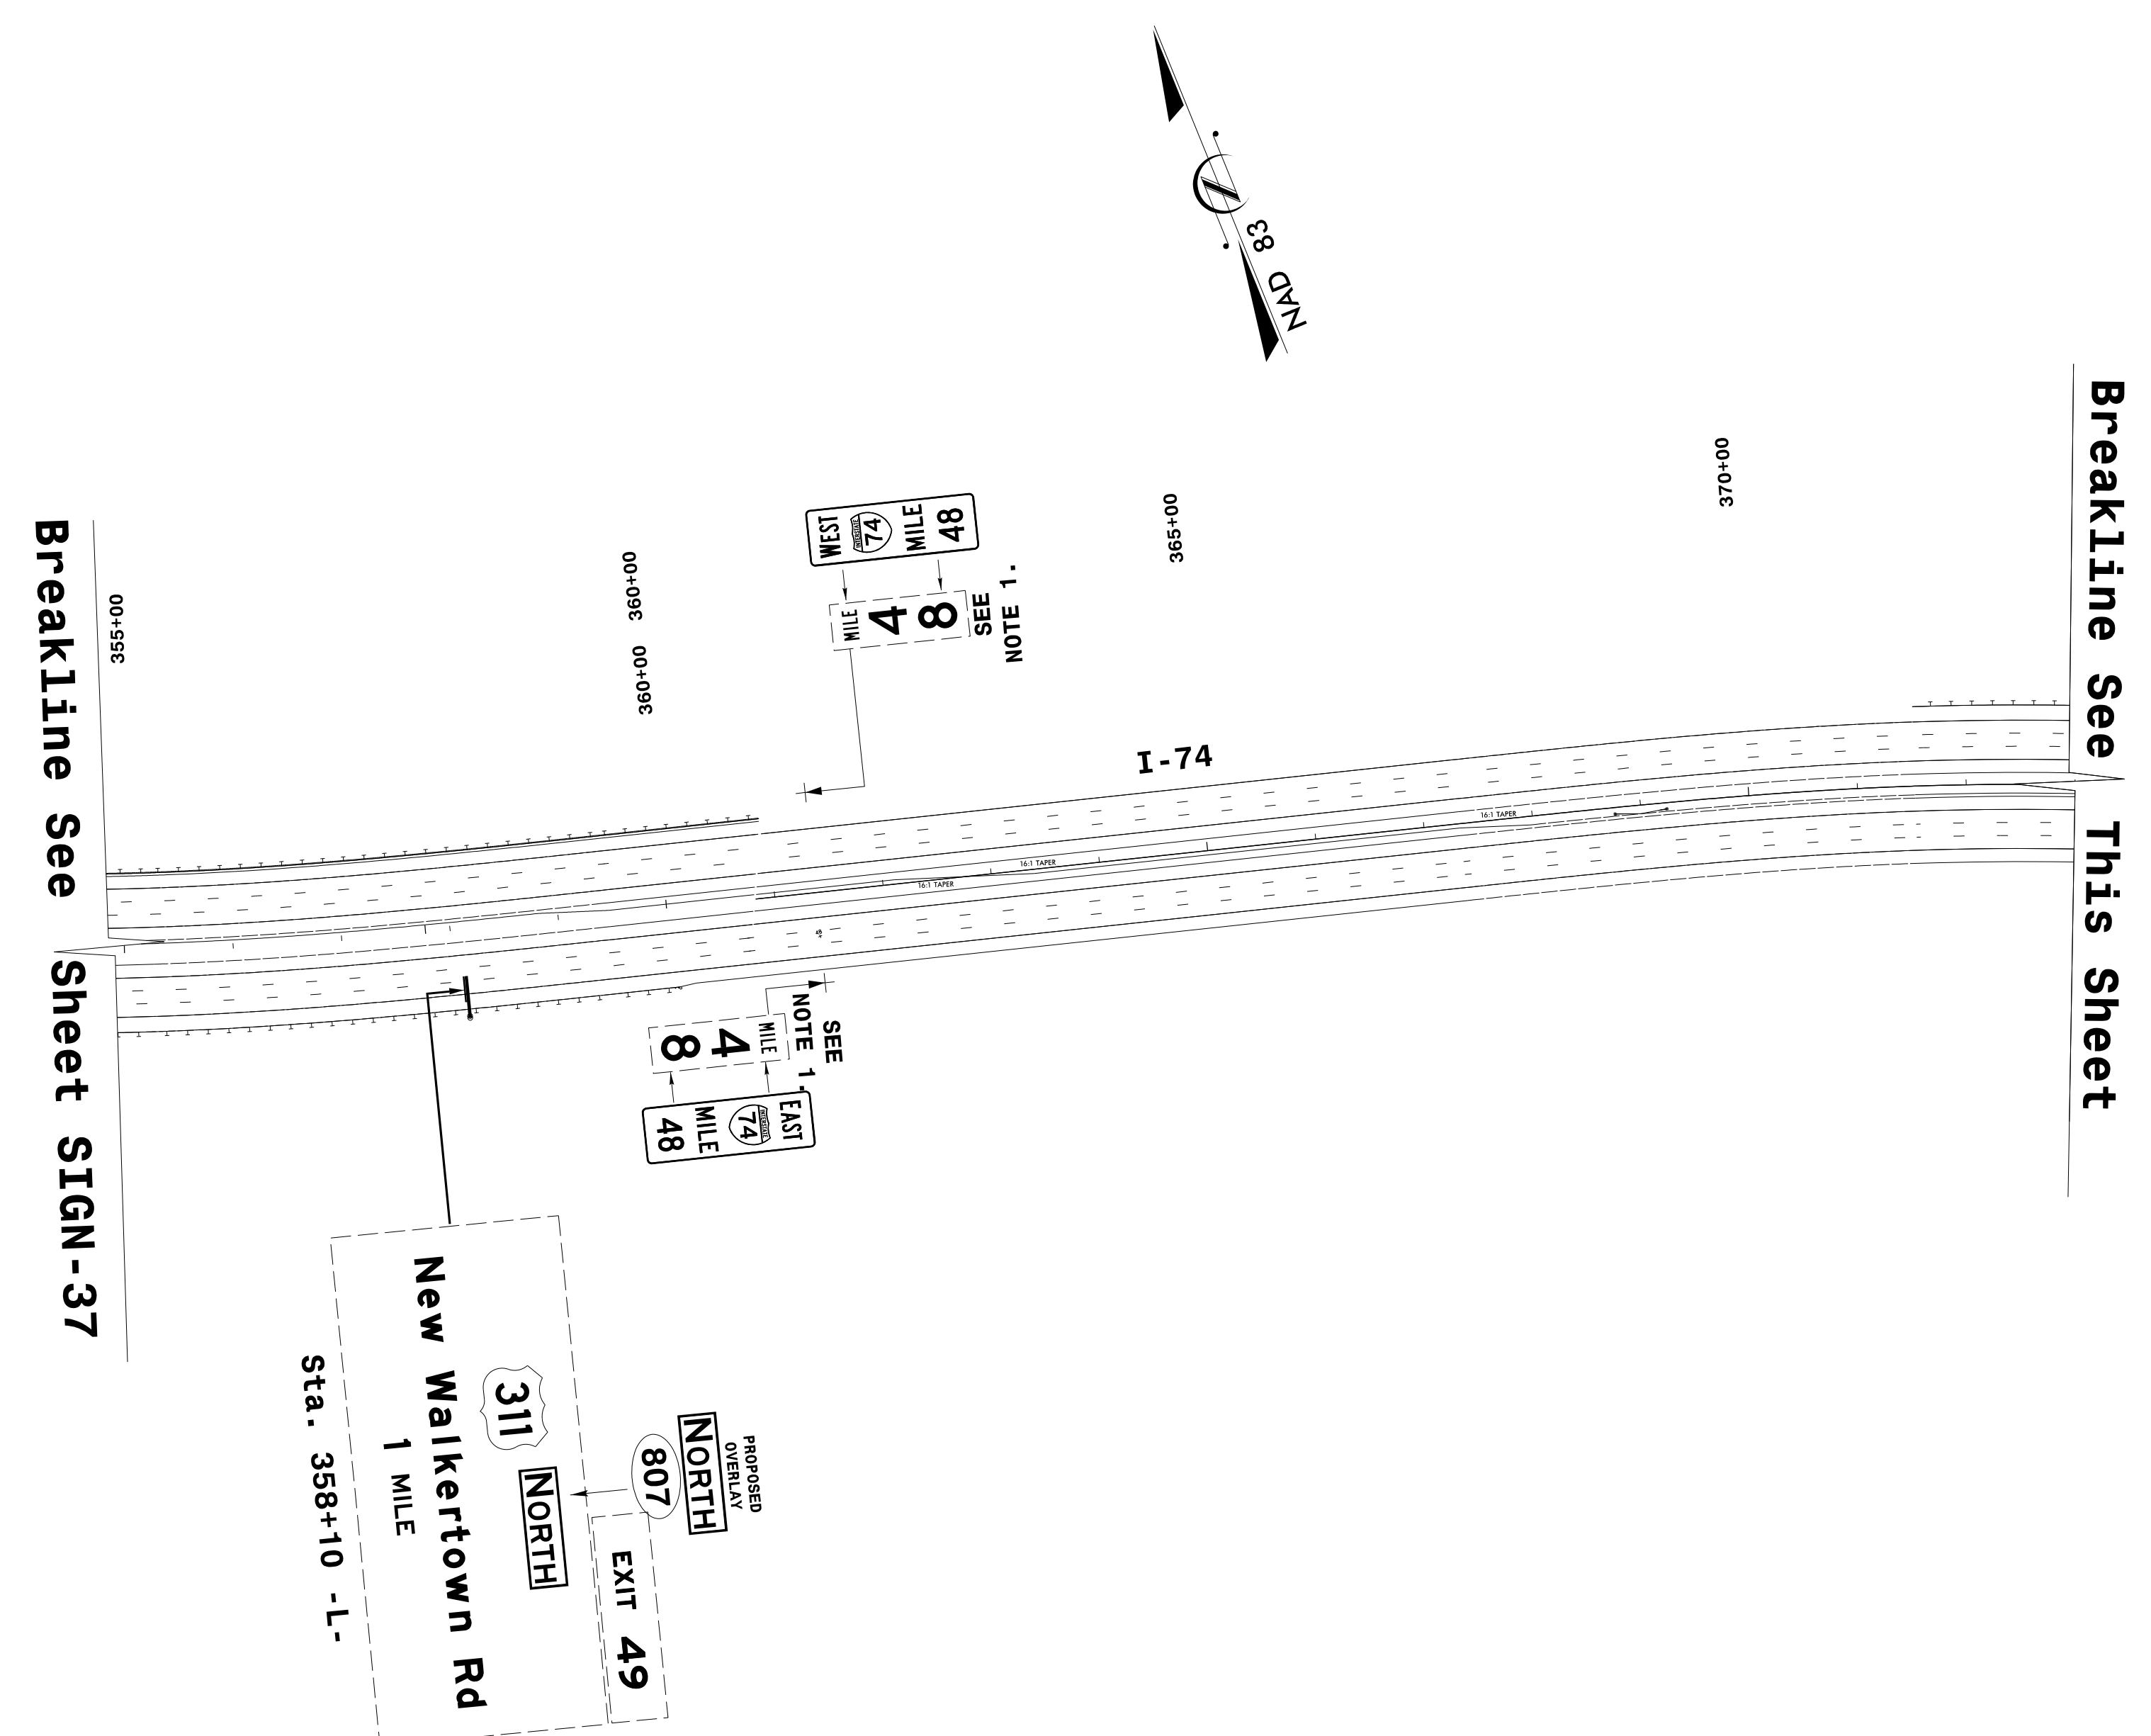 NAD 83
Breakline See Sheet SIGN-37
Breakline See This Sheet
355+00
360+00
360+00
365+00
370+00
WEST
INTERSTATE
74
MILE
48
MILE
4
8
SEE
NOTE 1.
I-74
16:1 TAPER
16:1 TAPER
16:1 TAPER
SEE
NOTE 1.
MILE
4
8
EAST
INTERSTATE
74
MILE
48
PROPOSED
OVERLAY
NORTH
807
EXIT 49
311 NORTH
New Walkertown Rd
1 MILE
Sta. 358+10 -L-